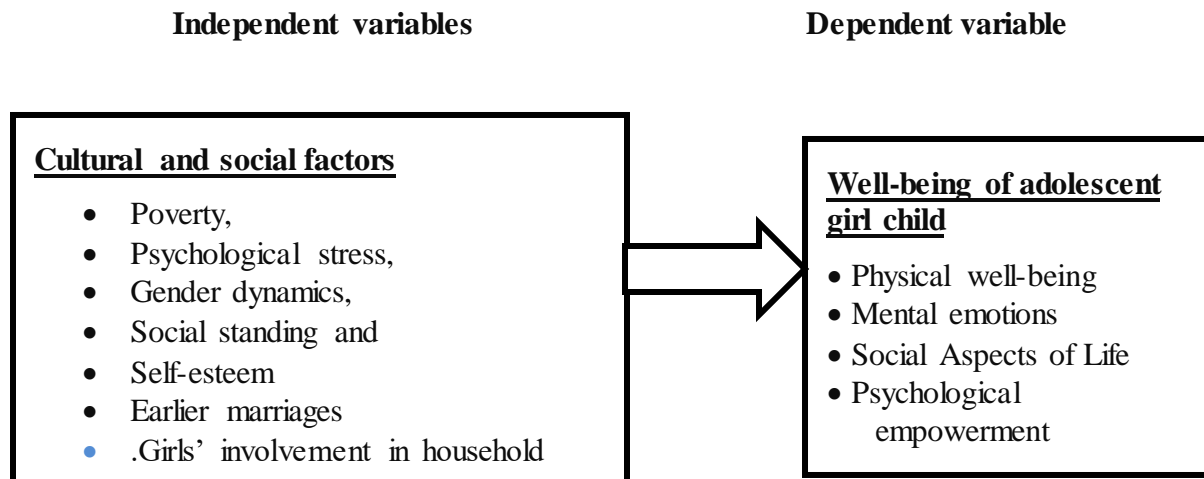 Independent variables
Dependent variable
Cultural and social factors
• Poverty,
• Psychological stress,
• Gender dynamics,
• Social standing and
• Self-esteem
• Earlier marriages
• .Girls’ involvement in household
Well-being of adolescent
girl child
• Physical well-being
• Mental emotions
• Social Aspects of Life
• Psychological
empowerment